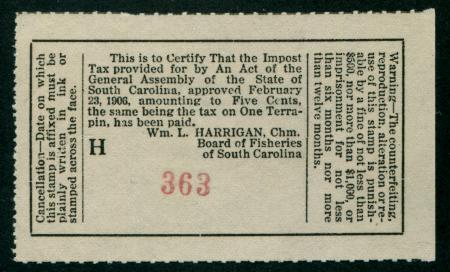 Cancellation—Date on which
this stamp is affixed must be
plainly written in ink or
stamped across the face.
This is to Certify That the Impost
Tax provided for by An Act of the
General Assembly of the State of
South Carolina, approved February
23, 1906, amounting to Five Cents,
the same being the tax on One Terra-
pin, has been paid.
Wm. L. HARRIGAN, Chm.
H
Board of Fisheries
of South Carolina
363
Warning—The counterfeiting,
reproduction, alteration or re-
use of this stamp is punish-
able by a fine of not less than
$500, nor more than $1,000, or
imprisonment for not less
than six months nor more
than twelve months.